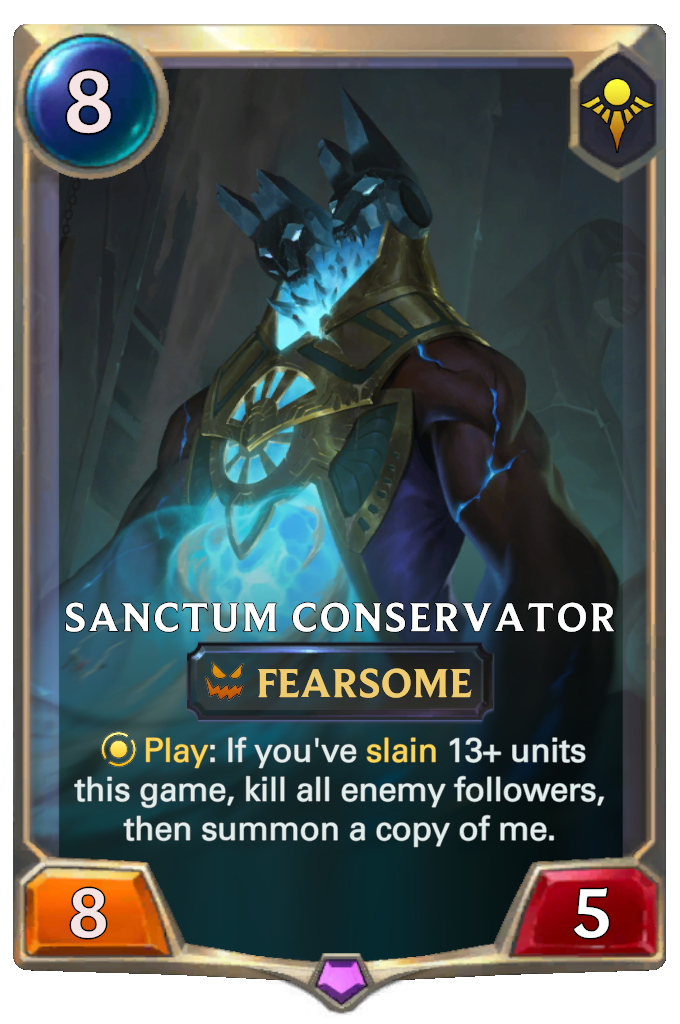 8
SANCTUM CONSERVATOR
FEARSOME
Play: If you've slain 13+ units
this game, kill all enemy followers,
then summon a copy of me.
8
5